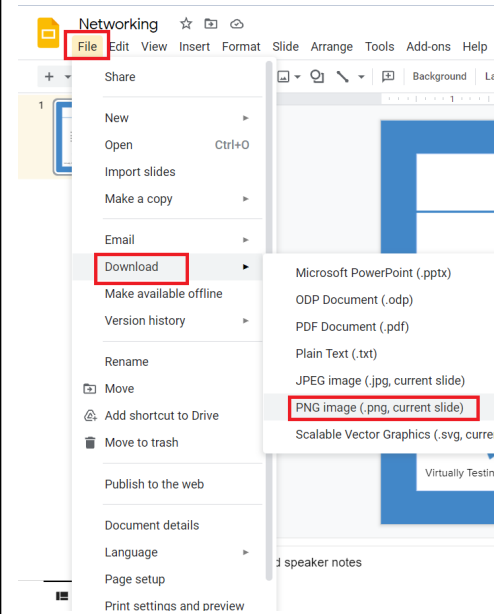 Networking
File Edit View Insert Format Slide Arrange Tools Add-ons Help
Background
1
1
Share
New
Open Ctrl+O
Import slides
Make a copy
Email
Download
Make available offline
Version history
Rename
Move
Add shortcut to Drive
Move to trash
Publish to the web
Document details
Language
Page setup
Print settings and preview
Microsoft PowerPoint (.pptx)
ODP Document (.odp)
PDF Document (.pdf)
Plain Text (.txt)
JPEG image (.jpg, current slide)
PNG image (.png, current slide)
Scalable Vector Graphics (.svg,
Virtually
speaker notes